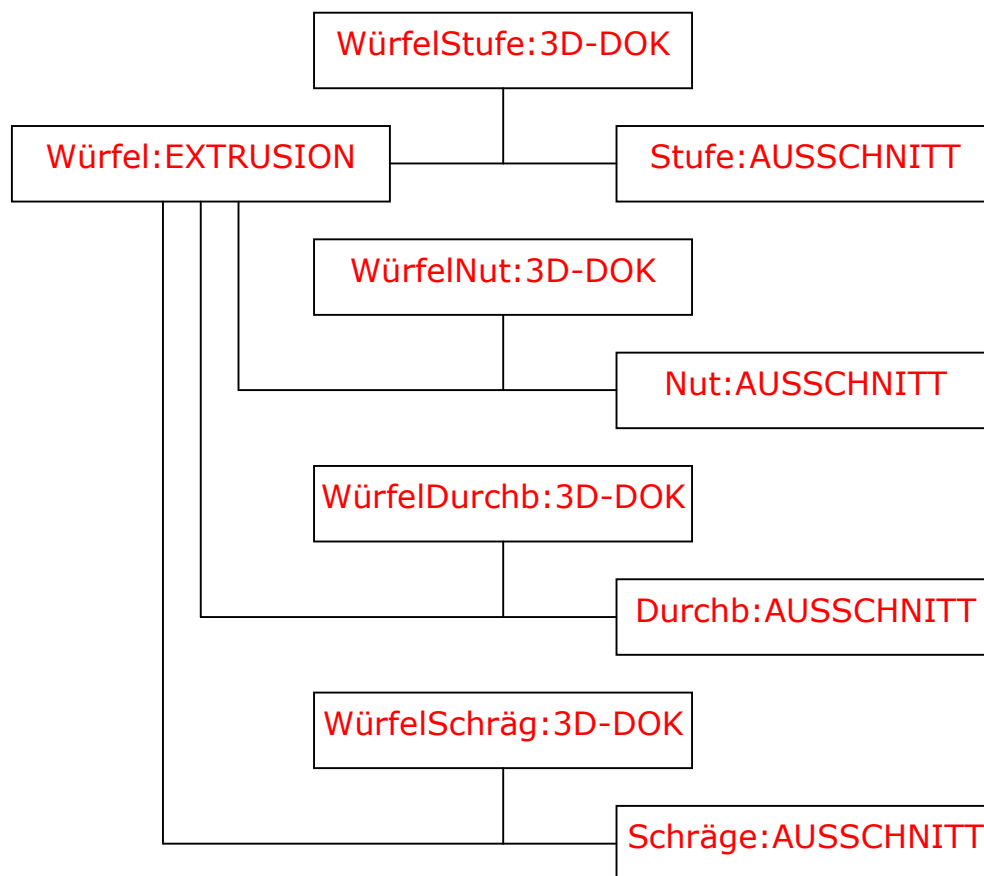 WürfelStufe:3D-DOK
Würfel:EXTRUSION
Stufe:AUSSCHNITT
WürfelNut:3D-DOK
Nut:AUSSCHNITT
WürfelDurchb:3D-DOK
Durchb:AUSSCHNITT
WürfelSchräg:3D-DOK
Schräge:AUSSCHNITT